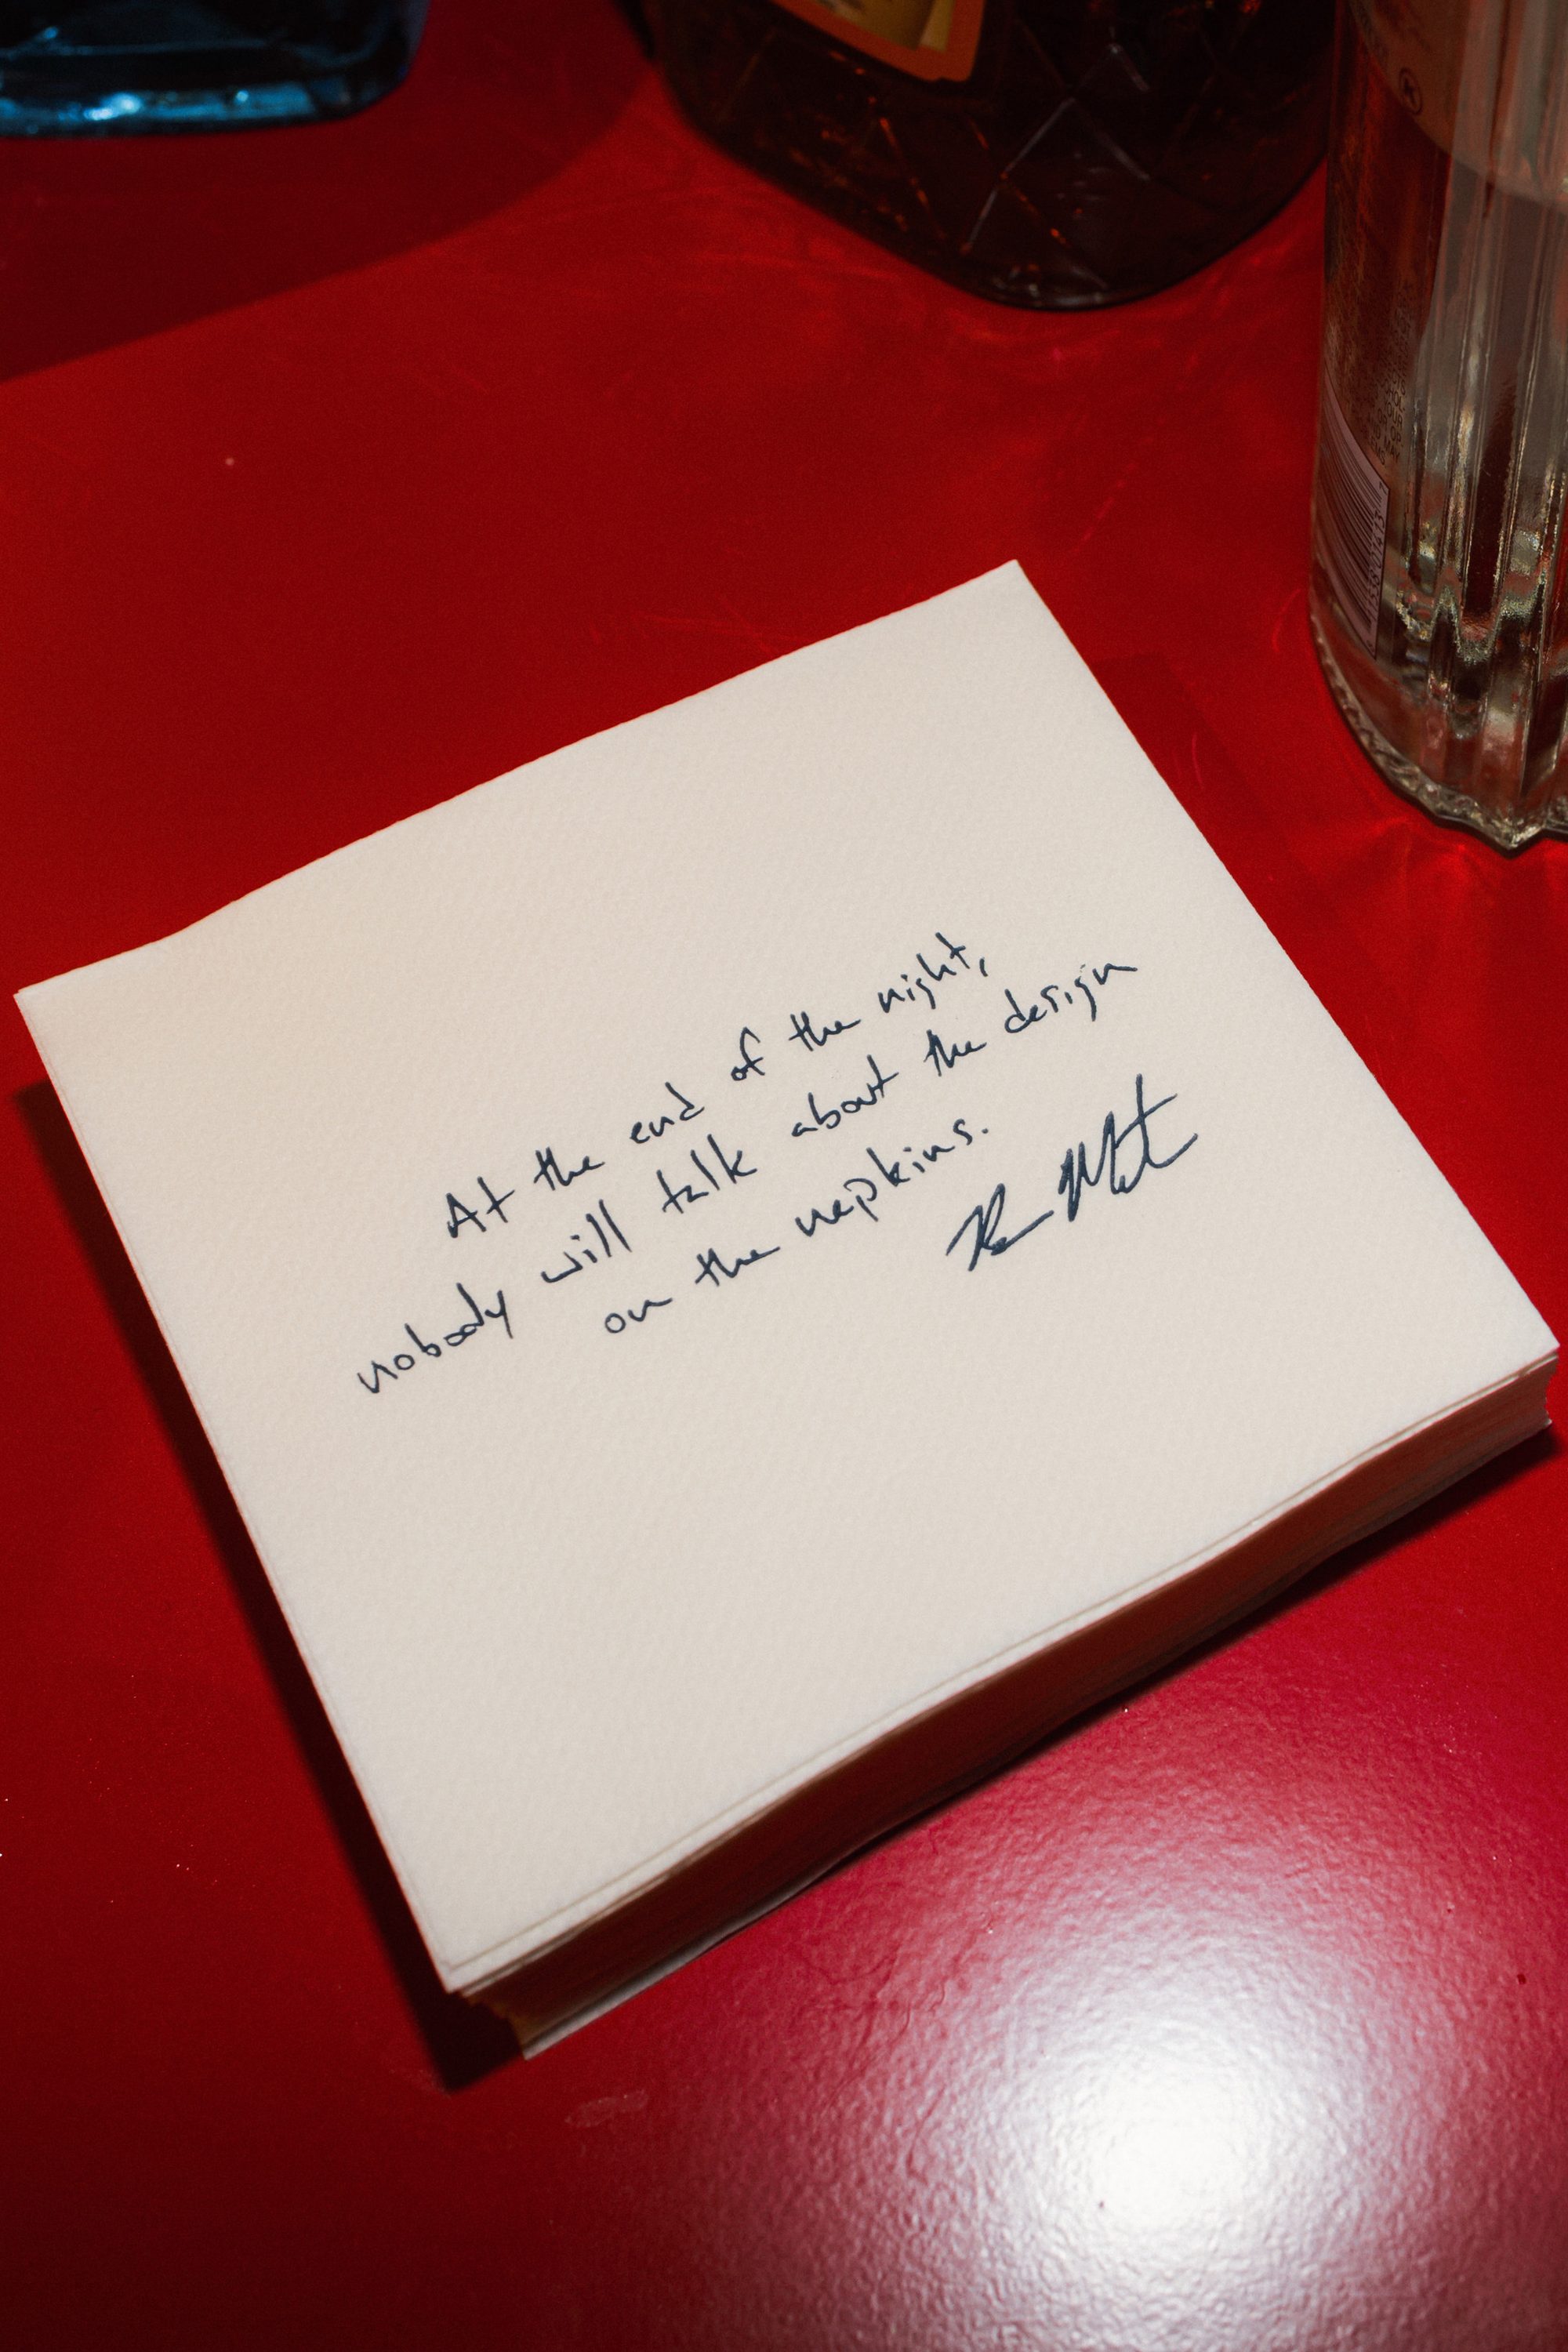 At the end of the night,
nobody will talk about the design
on the napkins.